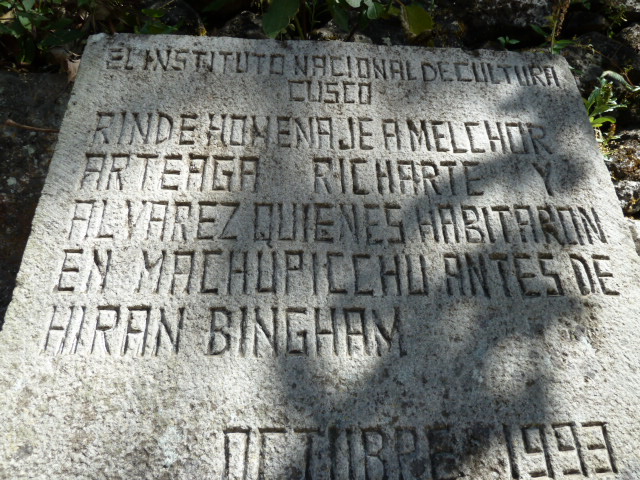 EL INSTITUTO NACIONAL DE CULTURA
CUSCO
RINDE HOMENAJE A MELCHOR
ARTEAGA RICHARTE Y
ALVAREZ QUIENES HABITARON
EN MACHUPICCHU ANTES DE
HIRAN BINGHAM
OCTUBRE 1993